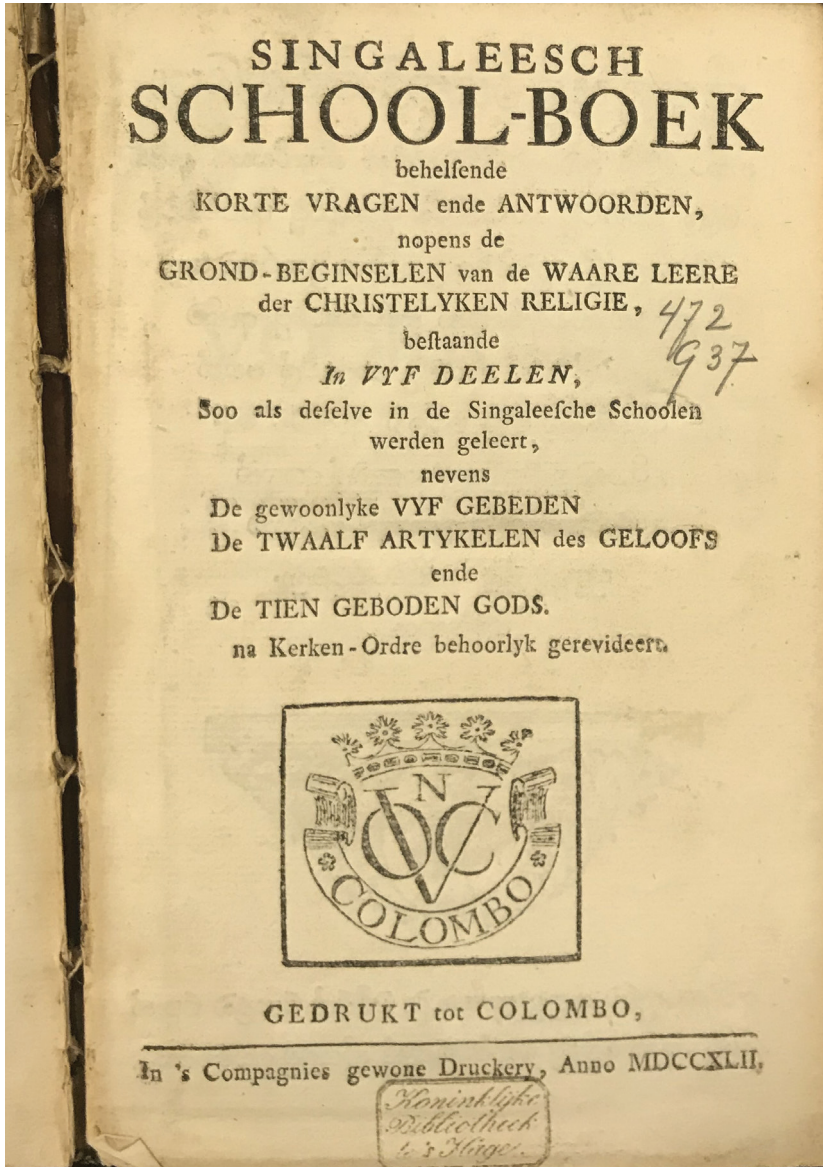 SINGALEESCH
SCHOOL-BOEK
behelſende
KORTE VRAGEN ende ANTWOORDEN,
nopens de
GROND-BEGINSELEN van de WAARE LEERE
der CHRISTELYKEN RELIGIE,
472
G37
beſtaande
In VYF DEELEN,
Soo als deſelve in de Singaleeſche Schoolen
werden geleert,
nevens
De gewoonlyke VYF GEBEDEN
De TWAALF ARTYKELEN des GELOOFS
ende
De TIEN GEBODEN GODS.
na Kerken-Ordre behoorlyk gerevideert.
N
VOC
COLOMBO
GEDRUKT tot COLOMBO,
In 's Compagnies gewone Druckery, Anno MDCCXLII.
Koninklijke
Bibliotheek
te 's Hage.